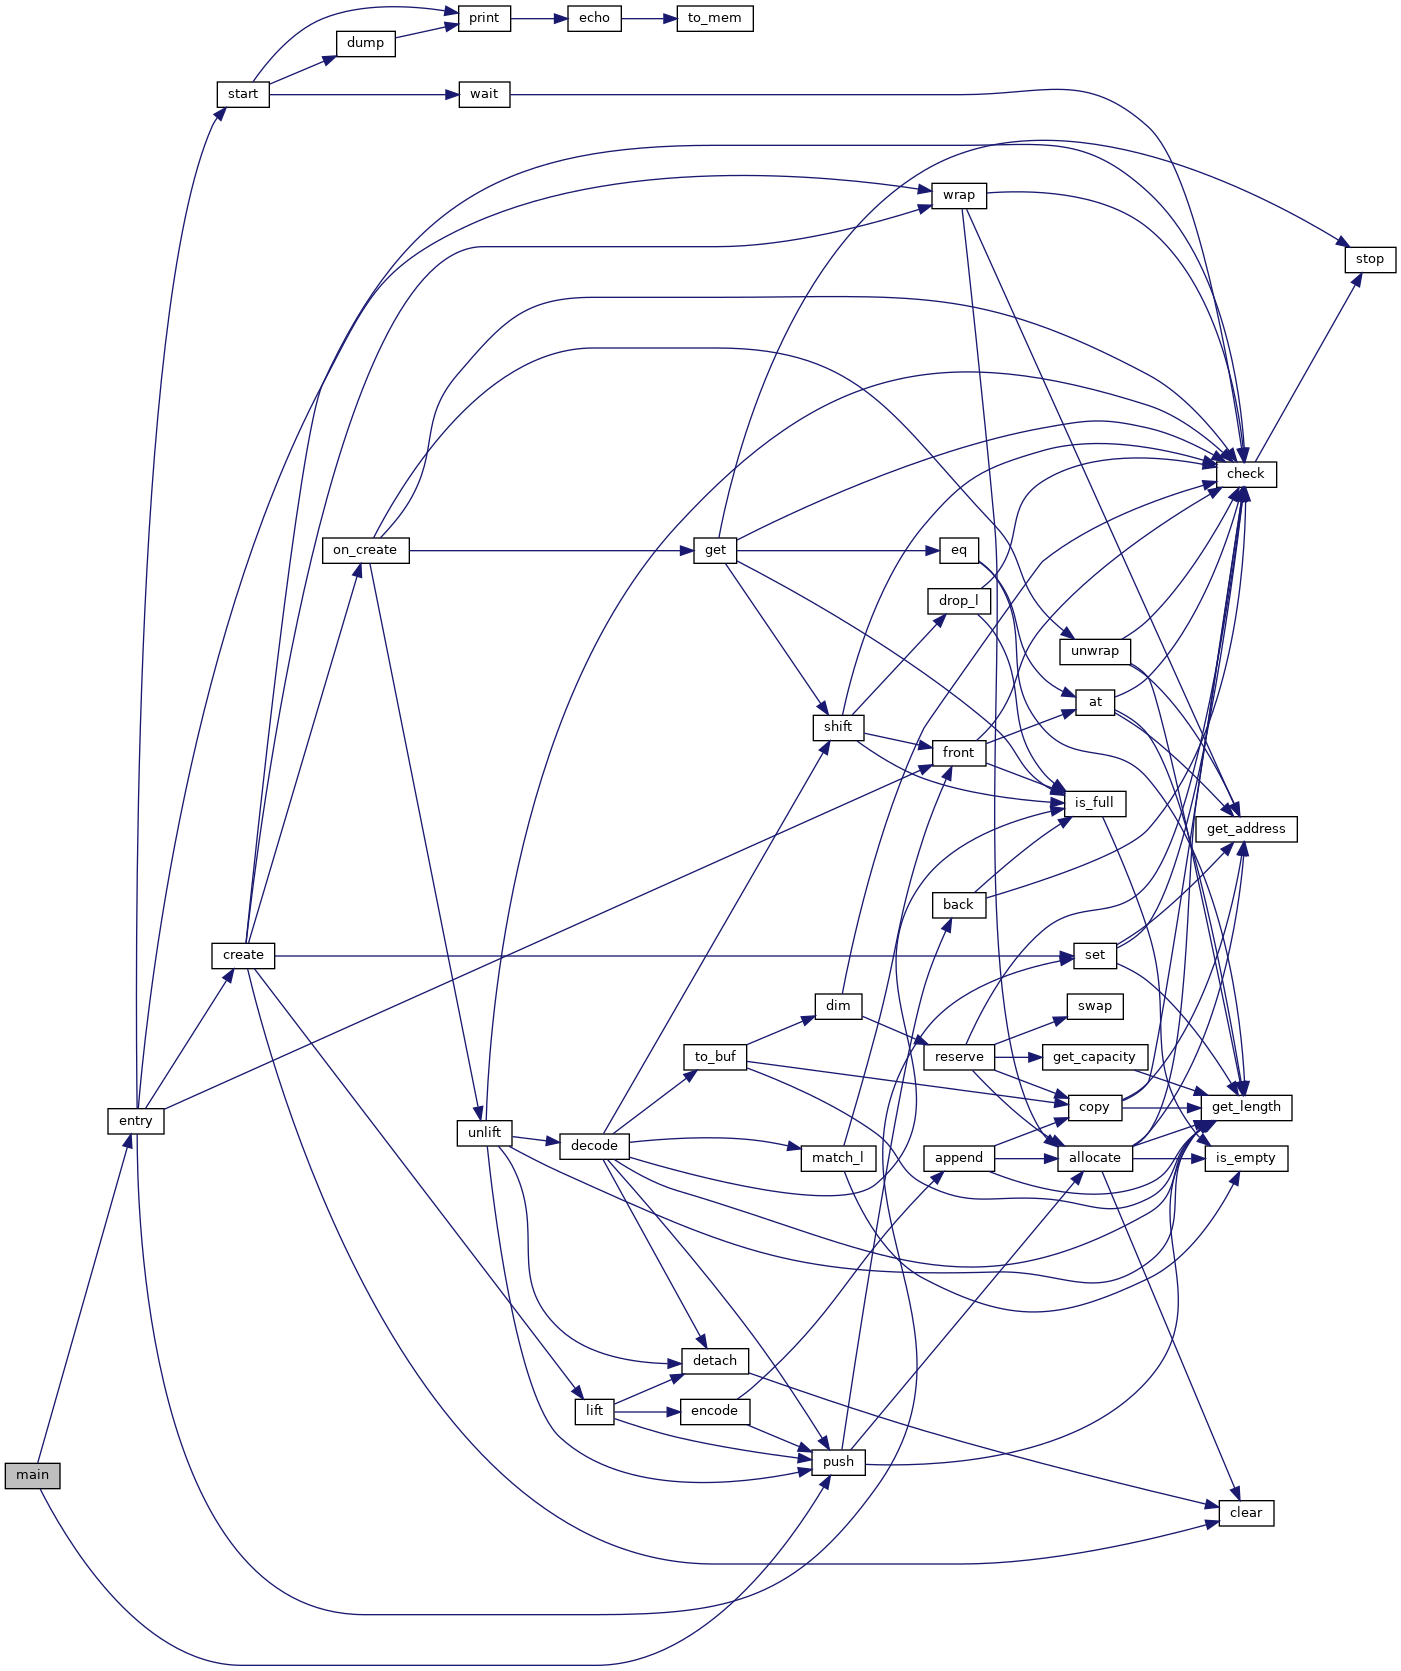 print
echo
to_mem
dump
start
wait
wrap
stop
check
on_create
get
eq
drop_l
unwrap
at
shift
front
is_full
get_address
back
create
set
dim
swap
to_buf
reserve
get_capacity
copy
get_length
entry
unlift
decode
match_l
append
allocate
is_empty
detach
lift
encode
push
main
clear